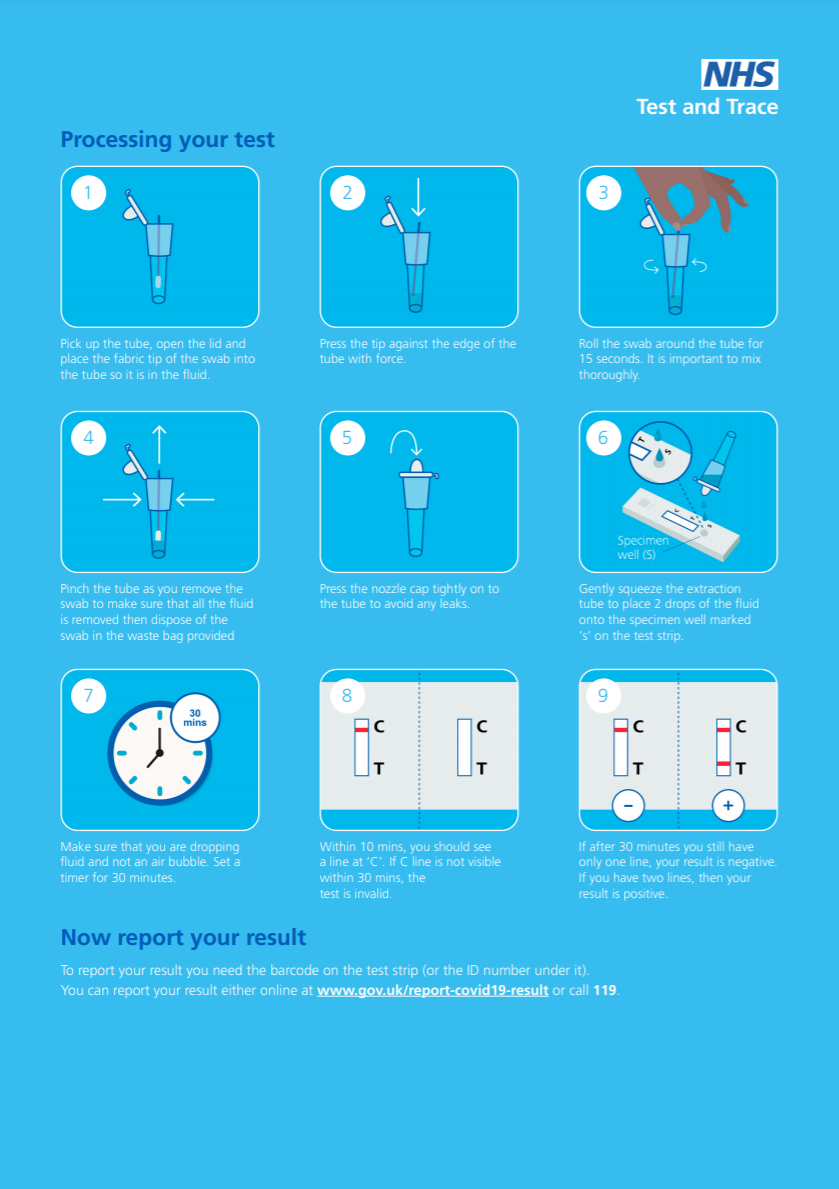 NHS
Test and Trace
Processing your test
1
Pick up the tube, open the lid and
place the fabric tip of the swab into
the tube so it is in the fluid.
2
Press the tip against the edge of the
tube with force.
3
Roll the swab around the tube for
15 seconds. It is important to mix
thoroughly.
4
Pinch the tube as you remove the
swab to make sure that all the fluid
is removed then dispose of the
swab in the waste bag provided
5
Press the nozzle cap tightly on to
the tube to avoid any leaks.
6
T
S
C
T
S
Specimen
well (S)
Gently squeeze the extraction
tube to place 2 drops of the fluid
onto the specimen well marked
‘s’ on the test strip.
7
30
mins
Make sure that you are dropping
fluid and not an air bubble. Set a
timer for 30 minutes.
8
C C
T T
Within 10 mins, you should see
a line at ‘C’. If C line is not visible
within 30 mins, the
test is invalid.
9
C C
T T
− +
If after 30 minutes you still have
only one line, your result is negative.
If you have two lines, then your
result is positive.
Now report your result
To report your result you need the barcode on the test strip (or the ID number under it).
You can report your result either online at www.gov.uk/report-covid19-result or call 119.